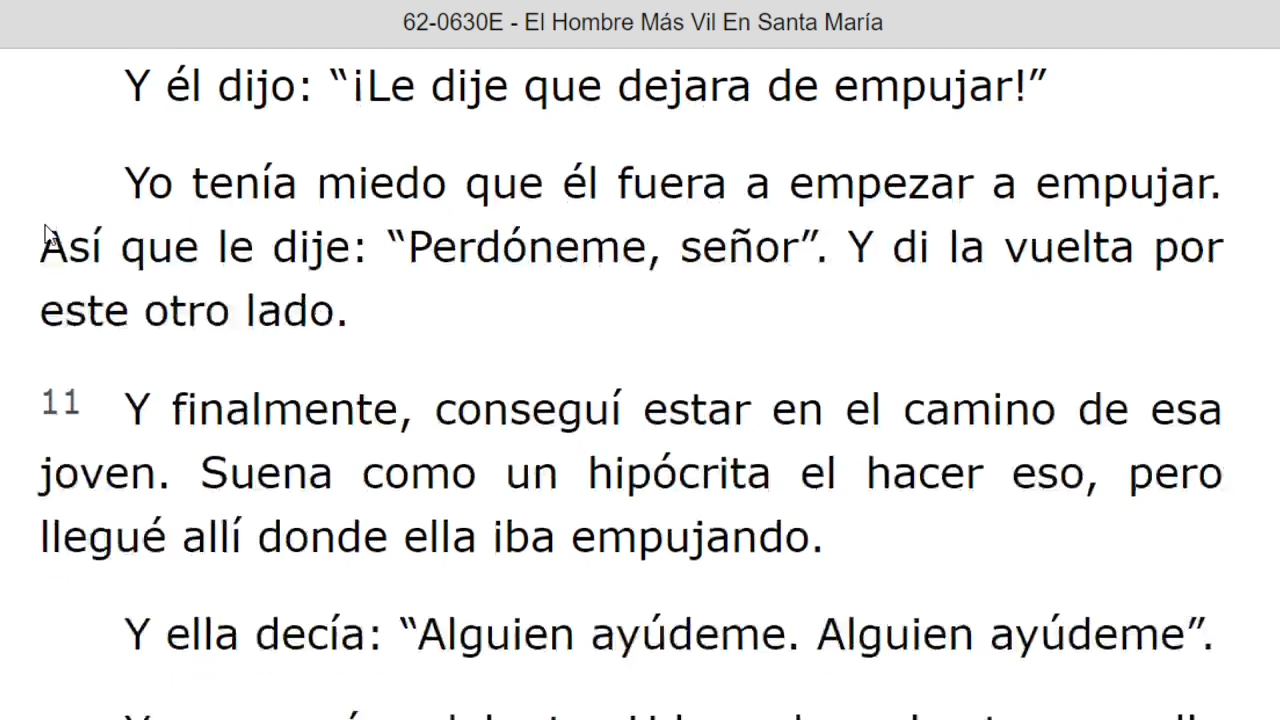 62-0630E - El Hombre Más Vil En Santa María
Y él dijo: “¡Le dije que dejara de empujar!”
Yo tenía miedo que él fuera a empezar a empujar.
Así que le dije: “Perdóneme, señor”. Y di la vuelta por
este otro lado.
11 Y finalmente, conseguí estar en el camino de esa
joven. Suena como un hipócrita el hacer eso, pero
llegué allí donde ella iba empujando.
Y ella decía: “Alguien ayúdeme. Alguien ayúdeme”.